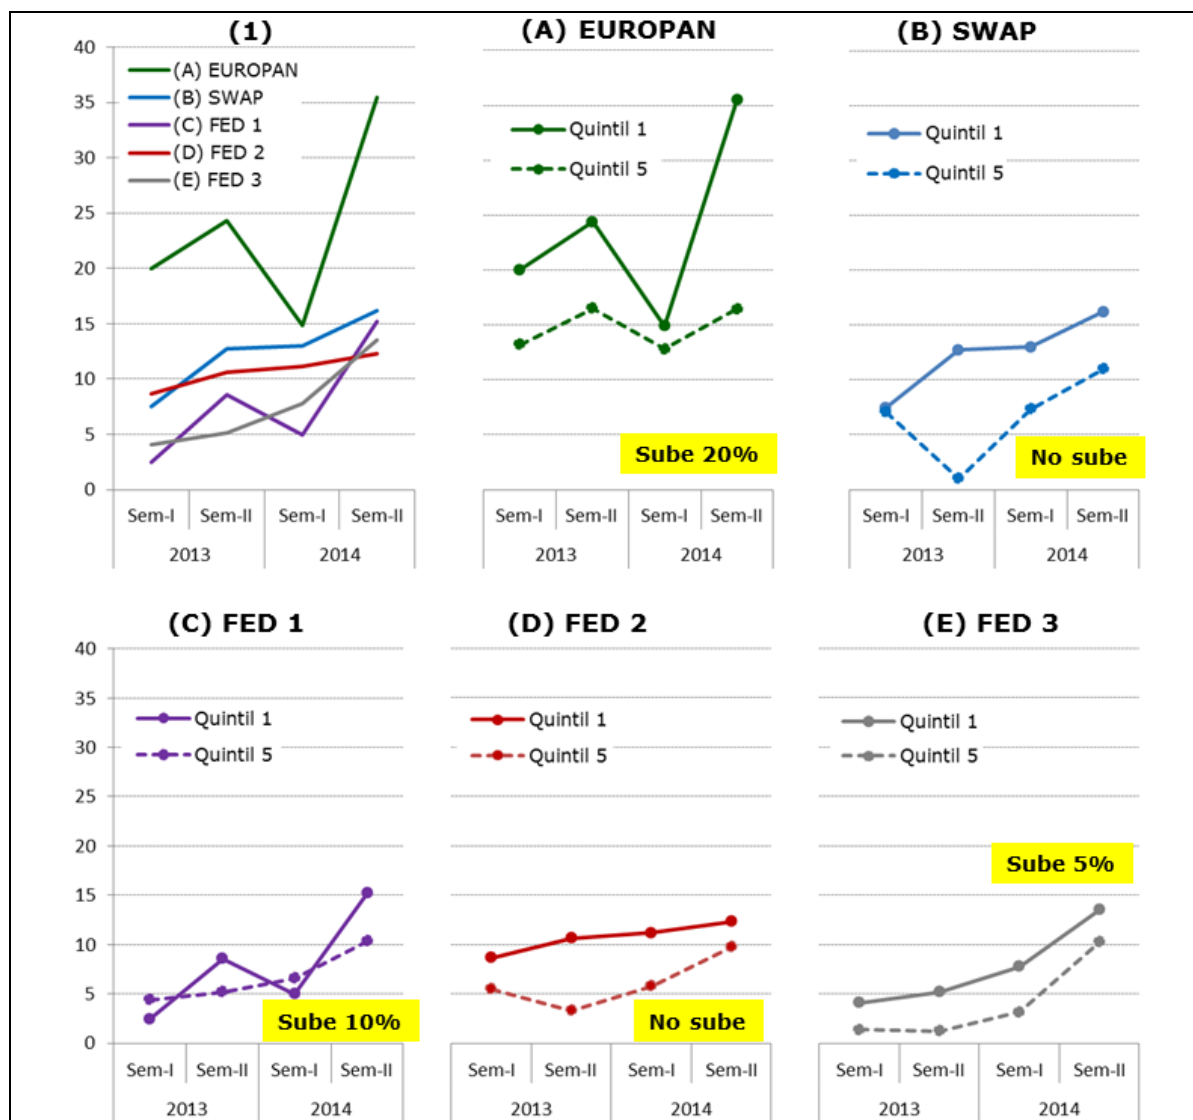 (1)
40
35
30
25
20
15
10
5
0
(A) EUROPAN
(B) SWAP
(C) FED 1
(D) FED 2
(E) FED 3
Sem-I Sem-II Sem-I Sem-II
2013 2014
(A) EUROPAN
Quintil 1
Quintil 5
Sube 20%
Sem-I Sem-II Sem-I Sem-II
2013 2014
(B) SWAP
Quintil 1
Quintil 5
No sube
Sem-I Sem-II Sem-I Sem-II
2013 2014
(C) FED 1
40
35
30
25
20
15
10
5
0
Quintil 1
Quintil 5
Sube 10%
Sem-I Sem-II Sem-I Sem-II
2013 2014
(D) FED 2
Quintil 1
Quintil 5
No sube
Sem-I Sem-II Sem-I Sem-II
2013 2014
(E) FED 3
Quintil 1
Quintil 5
Sube 5%
Sem-I Sem-II Sem-I Sem-II
2013 2014